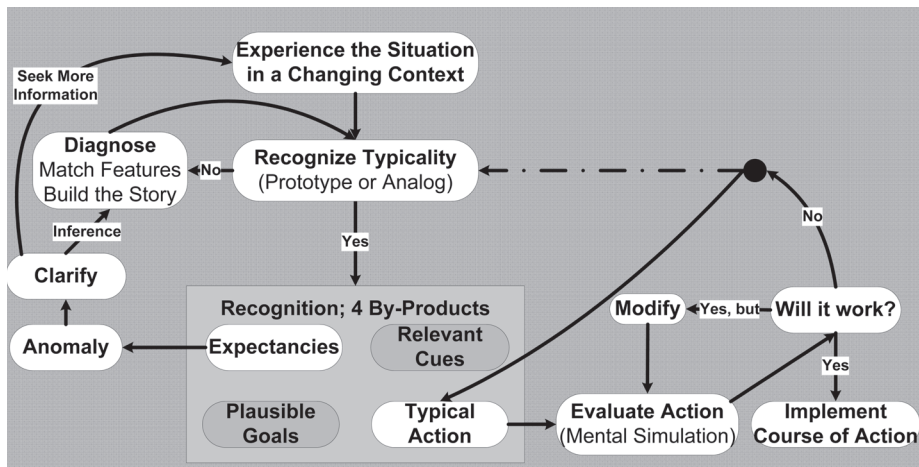 Experience the Situation
in a Changing Context
Seek More
Information
Diagnose
Match Features
Build the Story
No
Recognize Typicality
(Prototype or Analog)
Inference
Yes
No
Clarify
Recognition; 4 By-Products
Modify
Yes, but
Will it work?
Anomaly
Expectancies
Relevant
Cues
Yes
Plausible
Goals
Typical
Action
Evaluate Action
(Mental Simulation)
Implement
Course of Action